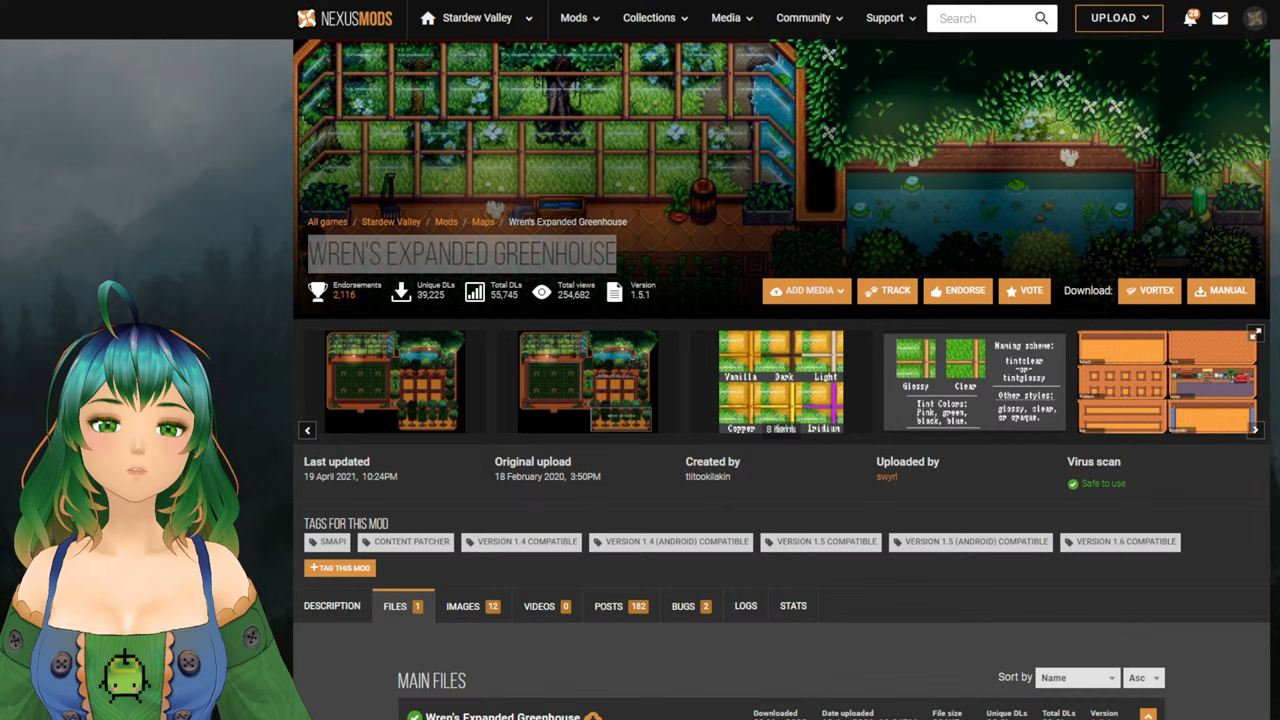 NEXUSMODS
Stardew Valley
Mods
Collections
Media
Community
Support
Search
UPLOAD
28
All games / Stardew Valley / Mods / Maps / Wren's Expanded Greenhouse
WREN'S EXPANDED GREENHOUSE
Endorsements
2,116
Unique DLs
39,225
Total DLs
55,745
Total views
254,682
Version
1.5.1
ADD MEDIA
TRACK
ENDORSE
VOTE
Download:
VORTEX
MANUAL
Vanilla Dark Light
Copper 8 items Iridium
Glossy Clear
Tint Colors:
Pink, green,
black, blue.
Naming scheme:
tintclear
-or-
tintglossy
Other styles:
glossy, clear,
or opaque.
Last updated
19 April 2021, 10:24PM
Original upload
18 February 2020, 3:50PM
Created by
tlitookilakin
Uploaded by
swyrl
Virus scan
Safe to use
TAGS FOR THIS MOD
SMAPI
CONTENT PATCHER
VERSION 1.4 COMPATIBLE
VERSION 1.4 (ANDROID) COMPATIBLE
VERSION 1.5 COMPATIBLE
VERSION 1.5 (ANDROID) COMPATIBLE
VERSION 1.6 COMPATIBLE
+ TAG THIS MOD
DESCRIPTION
FILES 1
IMAGES 12
VIDEOS 0
POSTS 182
BUGS 2
LOGS
STATS
MAIN FILES
Sort by Name Asc
Wren's Expanded Greenhouse
Downloaded
Date uploaded
File size
Unique DLs
Total DLs
Version